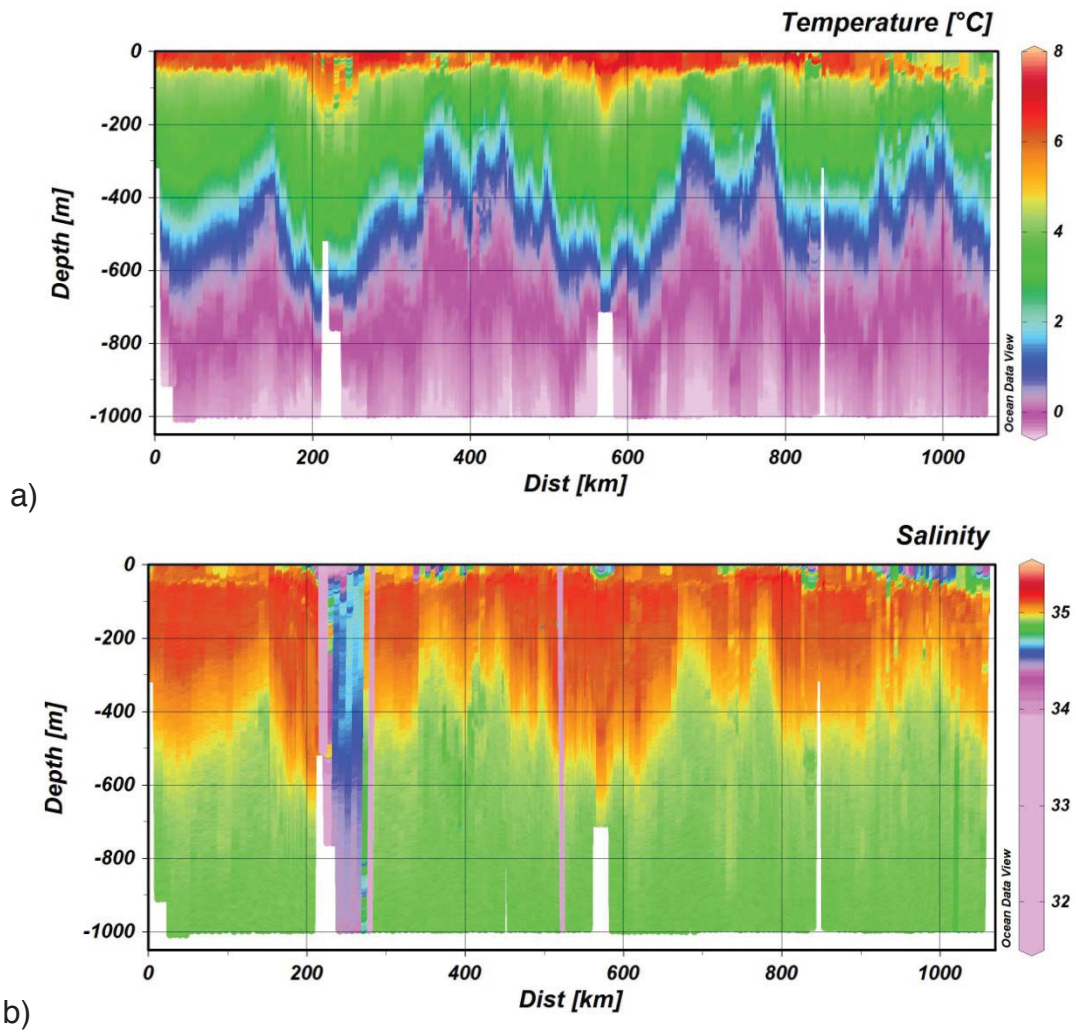 Temperature [°C]
0
-200
-400
-600
-800
-1000
Depth [m]
0 200 400 600 800 1000
Dist [km]
8
6
4
2
0
Ocean Data View
a)
Salinity
0
-200
-400
-600
-800
-1000
Depth [m]
0 200 400 600 800 1000
Dist [km]
35
34
33
32
Ocean Data View
b)